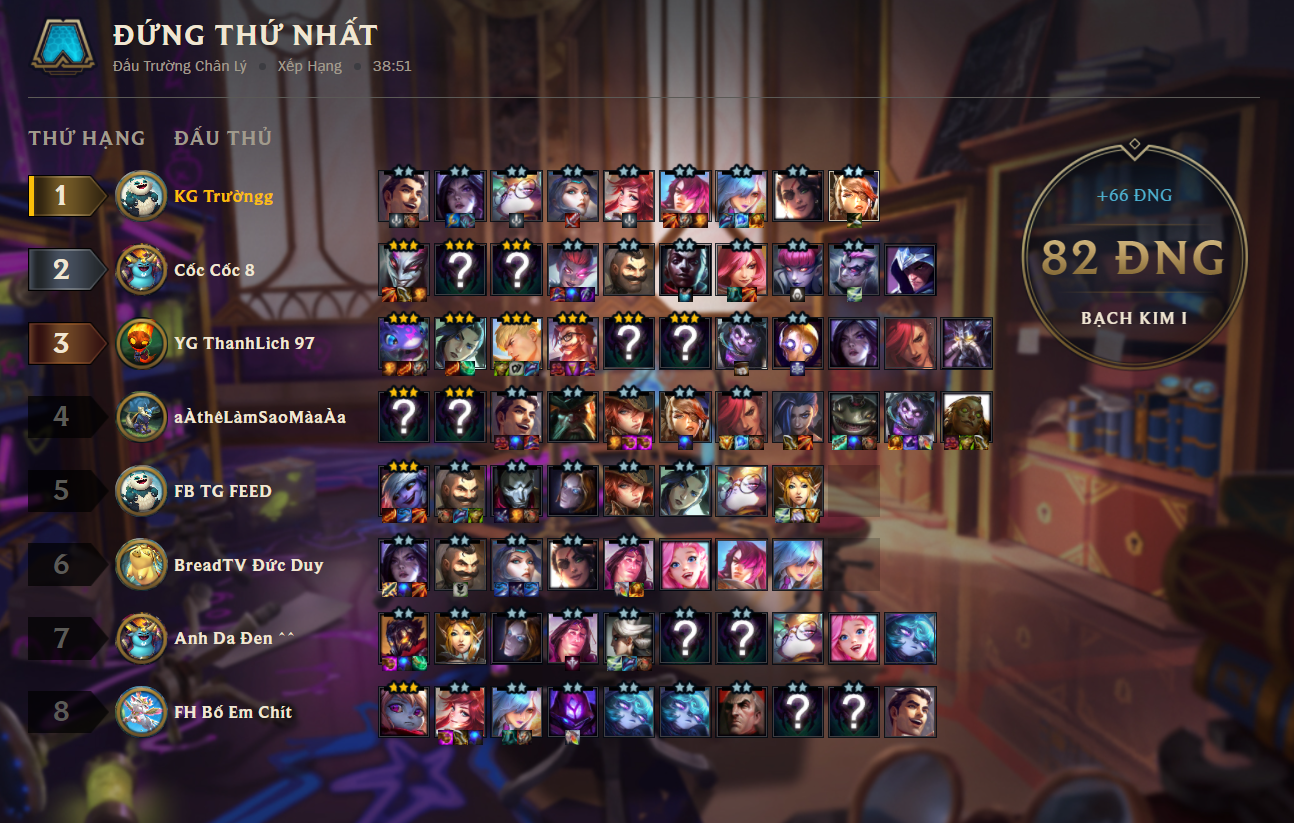 ĐỨNG THỨ NHẤT
Đấu Trường Chân Lý • Xếp Hạng • 38:51
THỨ HẠNG ĐẤU THỦ
1 KG Trườngg
+66 ĐNG
2 Cốc Cốc 8
82 ĐNG
BẠCH KIM I
3 YG ThanhLich 97
4 aÀthêLàmSaoMàaÀa
5 FB TG FEED
6 BreadTV Đức Duy
7 Anh Da Đen ^^
8 FH Bố Em Chít